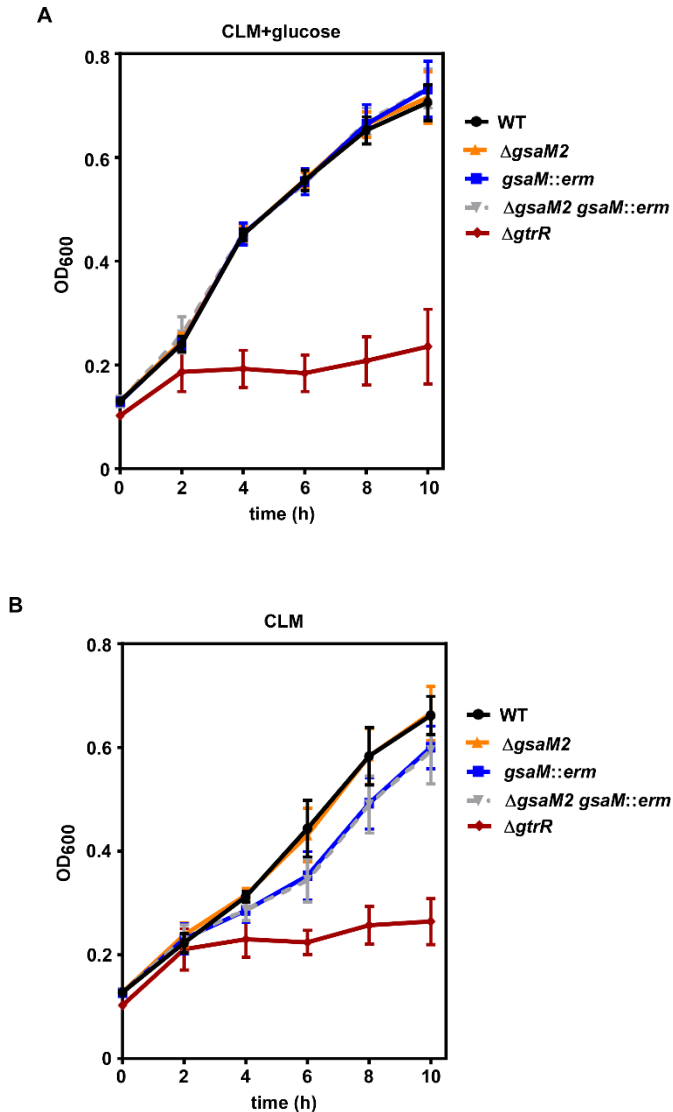 A
CLM+glucose
0.8
0.6
0.4
0.2
0
OD600
0 2 4 6 8 10
time (h)
WT
ΔgsaM2
gsaM::erm
ΔgsaM2 gsaM::erm
ΔgtrR
B
CLM
0.8
0.6
0.4
0.2
0
OD600
0 2 4 6 8 10
time (h)
WT
ΔgsaM2
gsaM::erm
ΔgsaM2 gsaM::erm
ΔgtrR